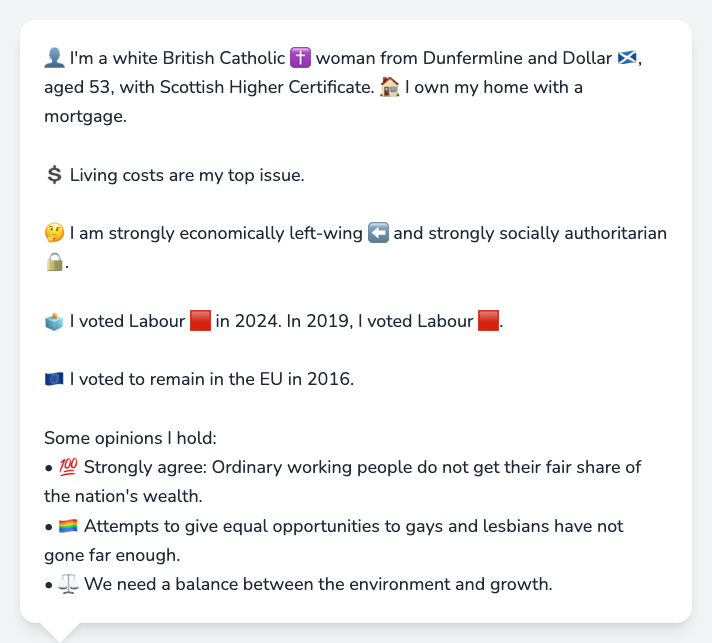 👤 I'm a white British Catholic ✝️ woman from Dunfermline and Dollar 🏴󠁧󠁢󠁳󠁣󠁴󠁿,
aged 53, with Scottish Higher Certificate. 🏠 I own my home with a
mortgage.
💲 Living costs are my top issue.
🤔 I am strongly economically left-wing ⬅️ and strongly socially authoritarian
🔒.
🗳️ I voted Labour 🟥 in 2024. In 2019, I voted Labour 🟥.
🇪🇺 I voted to remain in the EU in 2016.
Some opinions I hold:
• 💯 Strongly agree: Ordinary working people do not get their fair share of
the nation's wealth.
• 🏳️‍🌈 Attempts to give equal opportunities to gays and lesbians have not
gone far enough.
• ⚖️ We need a balance between the environment and growth.